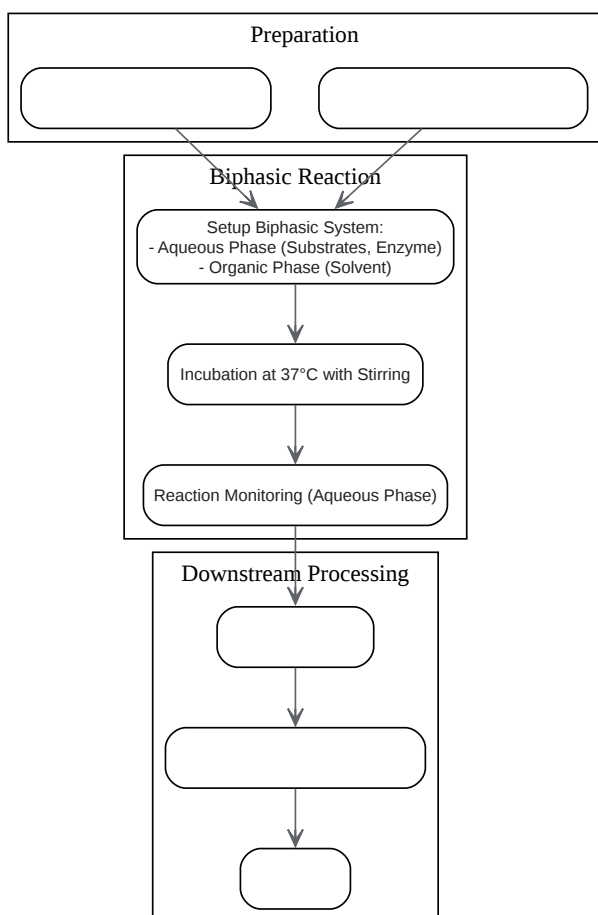 Preparation
Biphasic Reaction
Setup Biphasic System:
- Aqueous Phase (Substrates, Enzyme)
- Organic Phase (Solvent)
Incubation at 37°C with Stirring
Reaction Monitoring (Aqueous Phase)
Downstream Processing